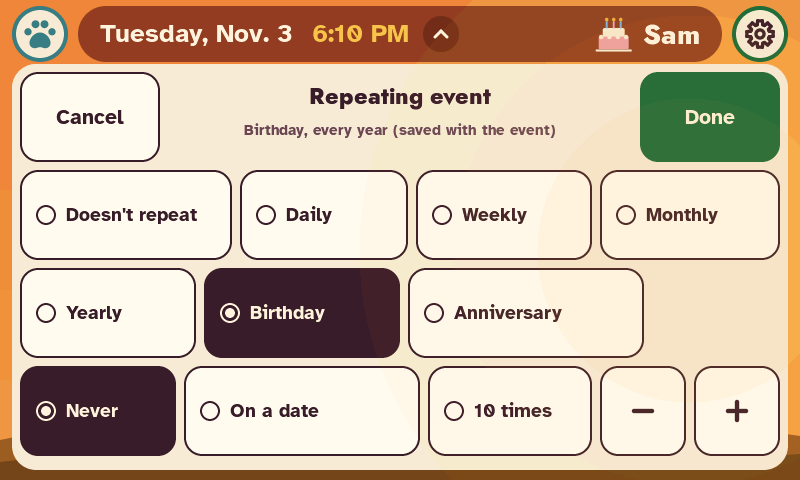 Tuesday, Nov. 3 6:10 PM Sam
Cancel
Repeating event
Birthday, every year (saved with the event)
Done
Doesn't repeat
Daily
Weekly
Monthly
Yearly
Birthday
Anniversary
Never
On a date
10 times
− +